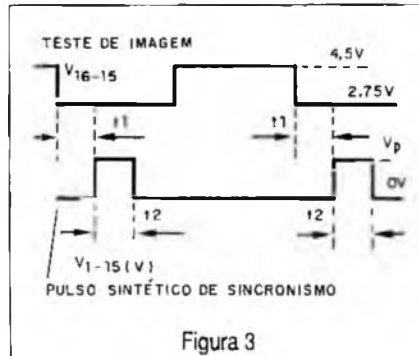 TESTE DE IMAGEM
V16-15
4,5V
2,75V
t1
t1
Vp
0V
t2
t2
V1-15 (V)
PULSO SINTÉTICO DE SINCRONISMO
Figura 3